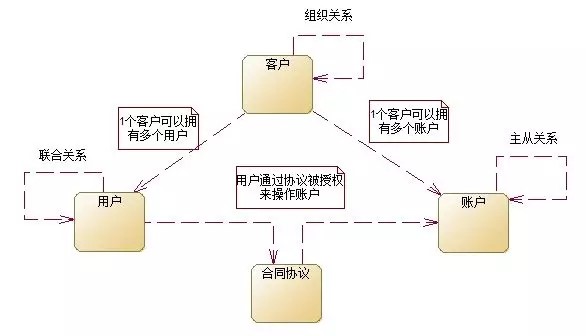 组织关系
客户
1个客户可以拥
有多个用户
1个客户可以拥
有多个账户
联合关系
主从关系
用户通过协议被授权
来操作账户
用户
账户
合同协议